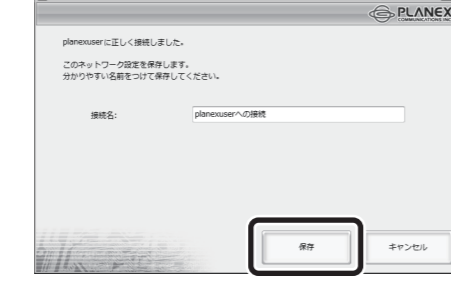 PLANEX
COMMUNICATIONS INC.
planexuserに正しく接続しました。
このネットワーク設定を保存します。
分かりやすい名前をつけて保存してください。
接続名: planexuserへの接続
保存 キャンセル